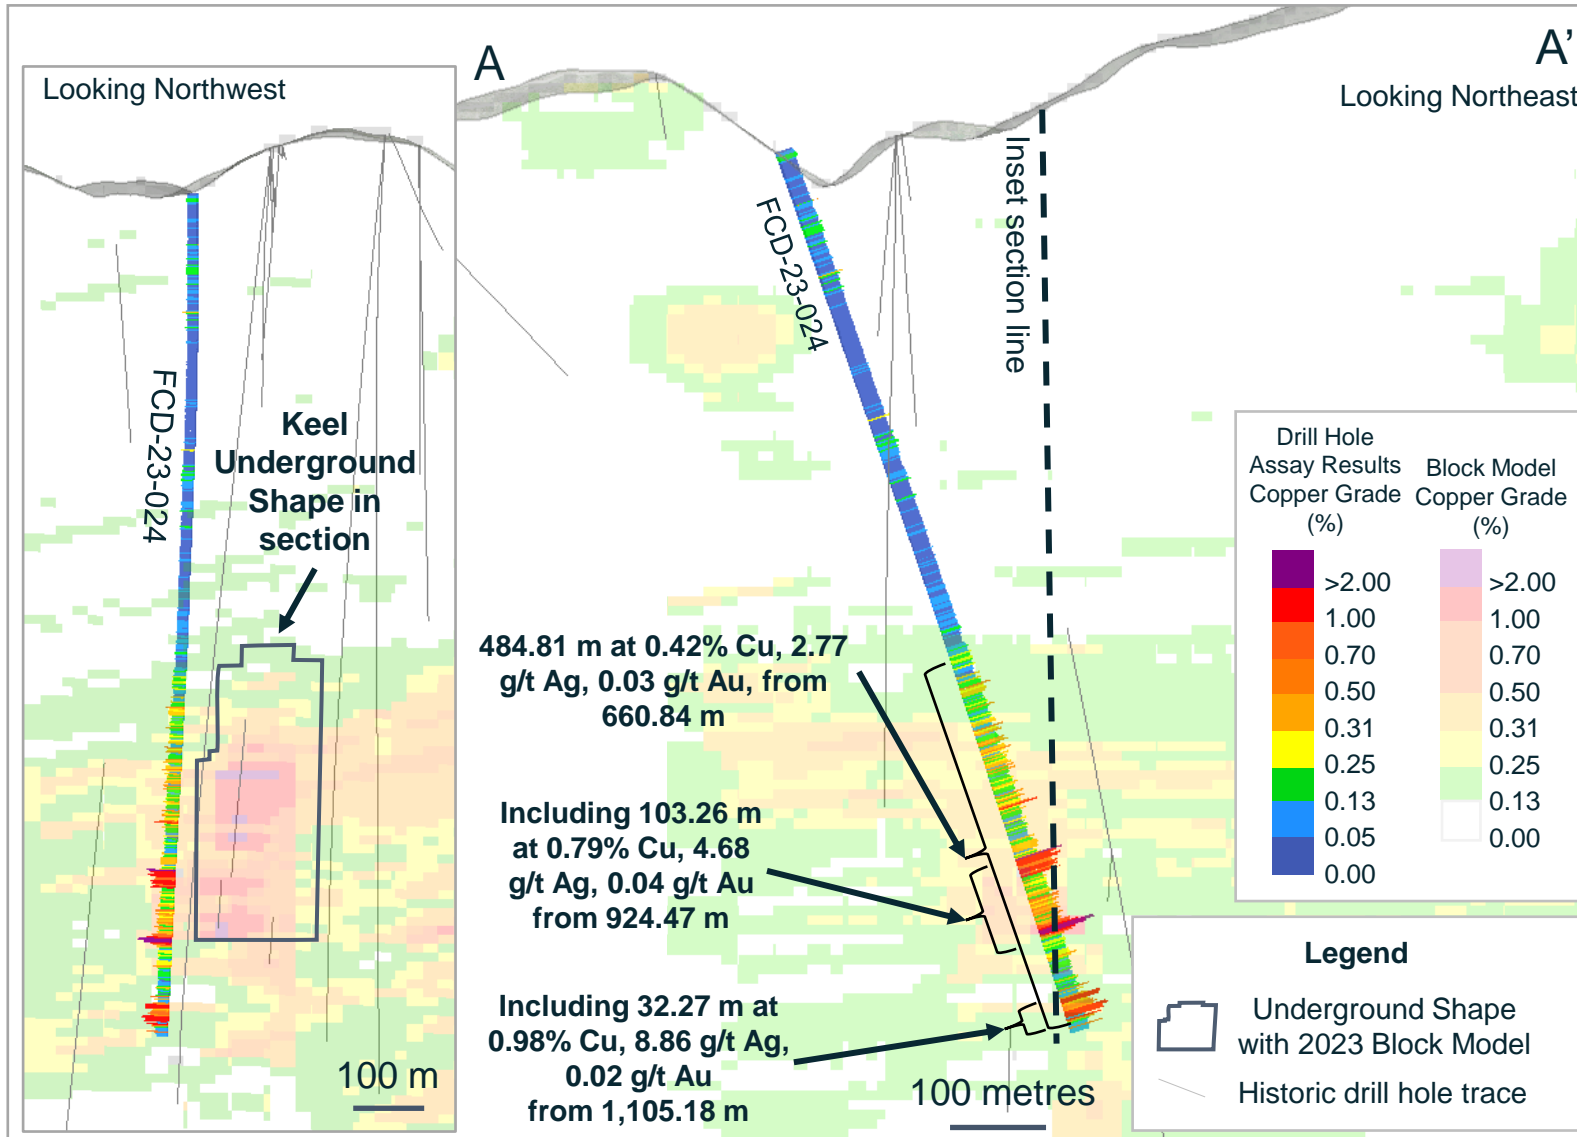 Looking Northwest
A
A'
Looking Northeast
FCD-23-024
Keel
Underground
Shape in
section
100 m
FCD-23-024
Inset section line
484.81 m at 0.42% Cu, 2.77
g/t Ag, 0.03 g/t Au, from
660.84 m
Including 103.26 m
at 0.79% Cu, 4.68
g/t Ag, 0.04 g/t Au
from 924.47 m
Including 32.27 m at
0.98% Cu, 8.86 g/t Ag,
0.02 g/t Au
from 1,105.18 m
100 metres
Drill Hole
Assay Results
Copper Grade
(%)
>2.00
1.00
0.70
0.50
0.31
0.25
0.13
0.05
0.00
Block Model
Copper Grade
(%)
>2.00
1.00
0.70
0.50
0.31
0.25
0.13
0.00
Legend
Underground Shape
with 2023 Block Model
Historic drill hole trace